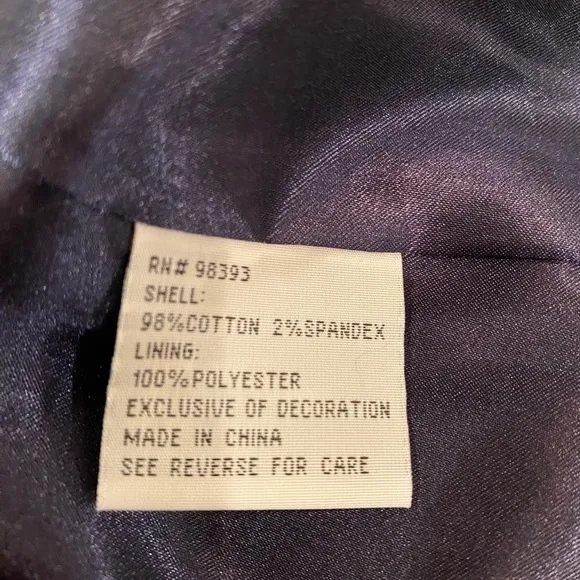 RN# 98393
SHELL:
98%COTTON 2%SPANDEX
LINING:
100%POLYESTER
EXCLUSIVE OF DECORATION
MADE IN CHINA
SEE REVERSE FOR CARE